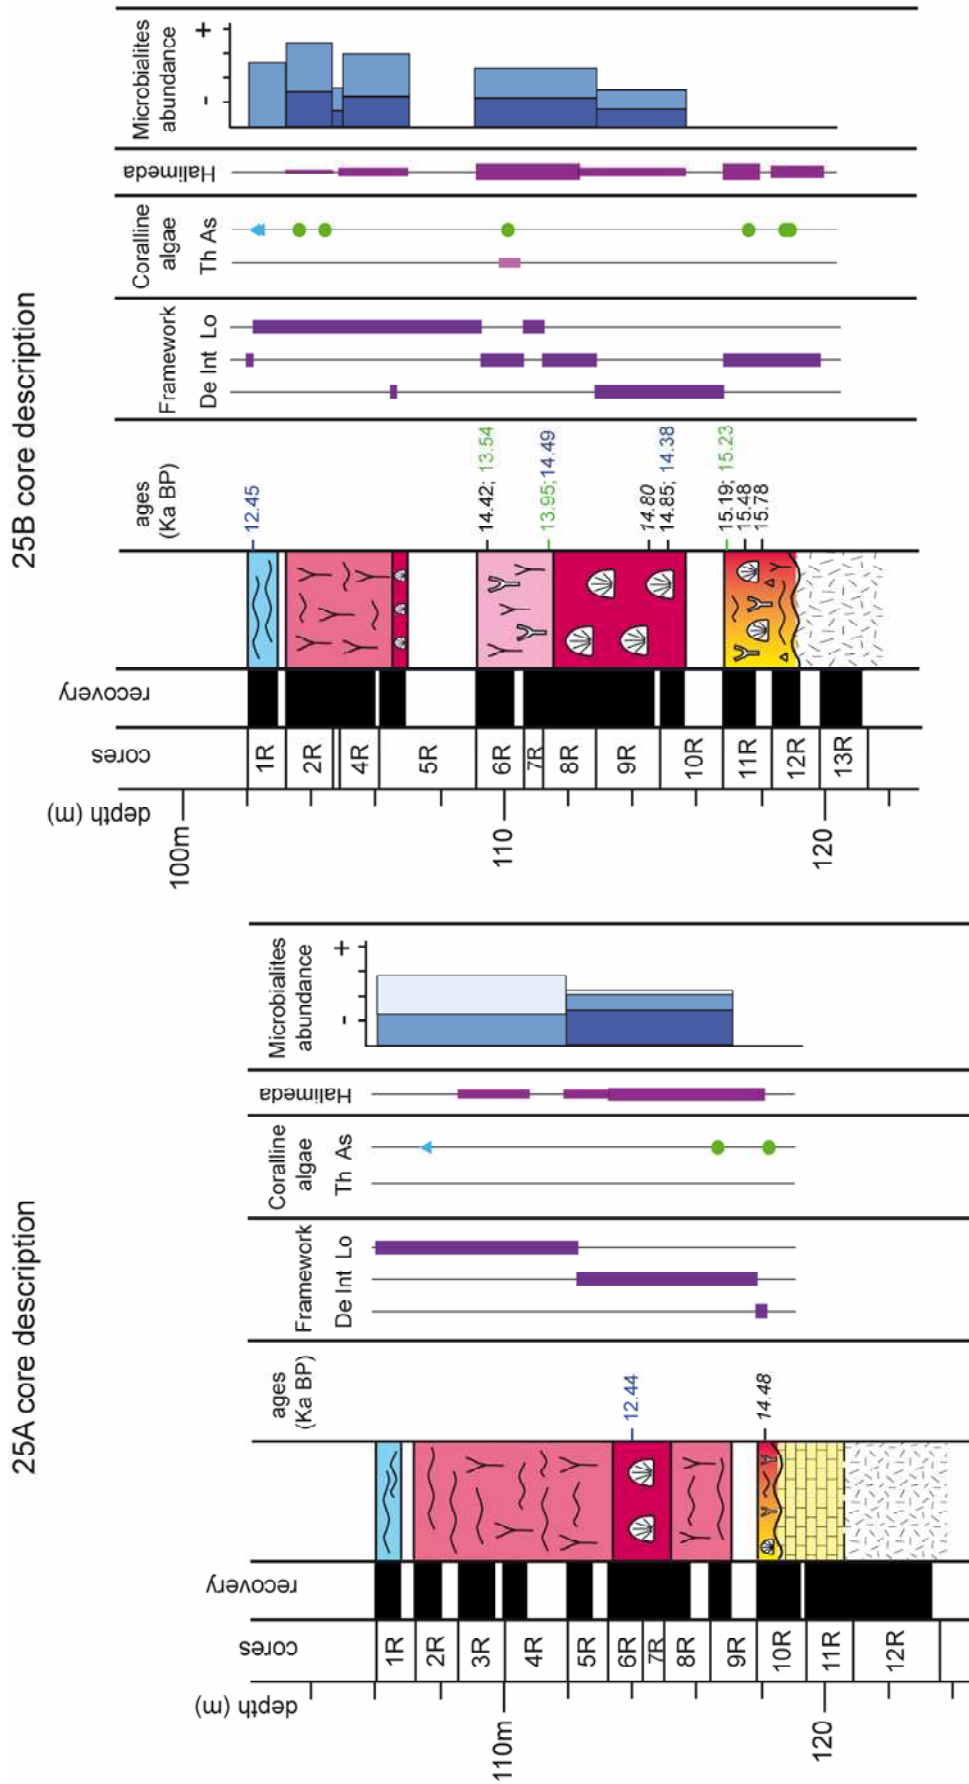 25B core description
Microbialites
abundance
- +
Halimeda
Coralline
algae
Th As
Framework
De Int Lo
ages
(Ka BP)
12.45
14.42; 13.54
13.95; 14.49
14.80
14.85; 14.38
15.19; 15.23
15.48
15.78
recovery
cores
1R
2R
4R
5R
6R
7R
8R
9R
10R
11R
12R
13R
depth (m)
100m
110
120
25A core description
Microbialites
abundance
- +
Halimeda
Coralline
algae
Th As
Framework
De Int Lo
ages
(Ka BP)
12.44
14.48
recovery
cores
1R
2R
3R
4R
5R
6R
7R
8R
9R
10R
11R
12R
depth (m)
110m
120